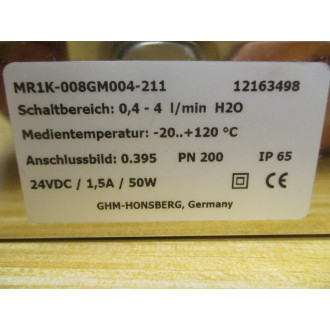 MR1K-008GM004-211 12163498
Schaltbereich: 0,4 - 4 l/min H2O
Medientemperatur: -20..+120 °C
Anschlussbild: 0.395 PN 200 IP 65
24VDC / 1,5A / 50W CE
GHM-HONSBERG, Germany